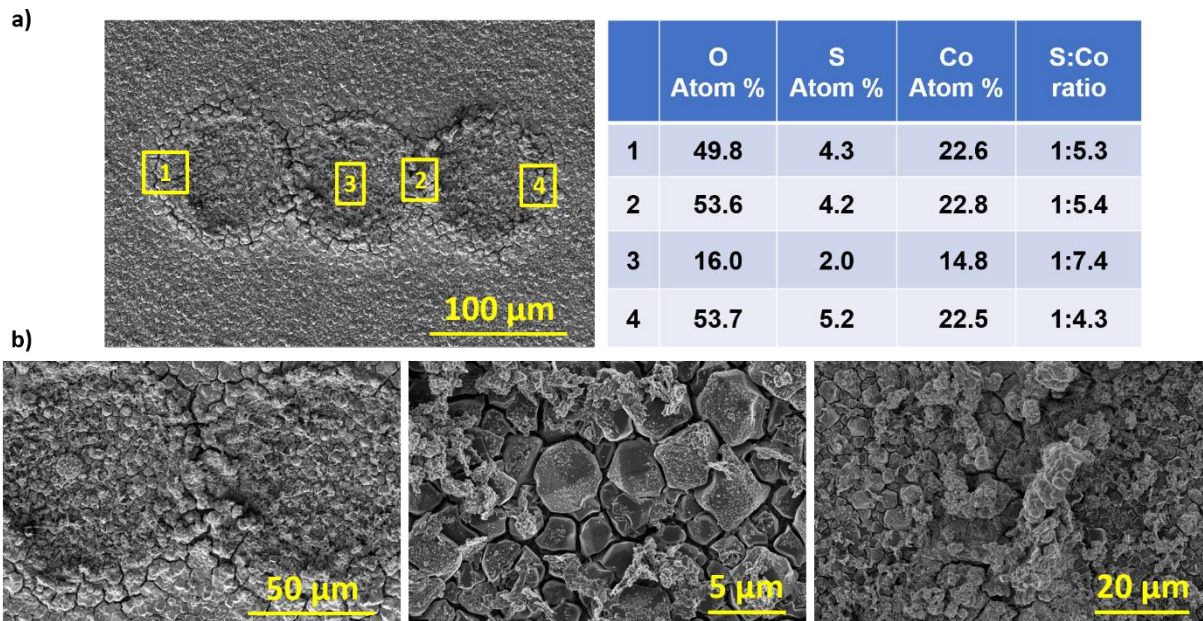 a)
1
3
2
4
100 µm
O S Co S:Co
Atom % Atom % Atom % ratio
1 49.8 4.3 22.6 1:5.3
2 53.6 4.2 22.8 1:5.4
3 16.0 2.0 14.8 1:7.4
4 53.7 5.2 22.5 1:4.3
b)
50 µm
5 µm
20 µm